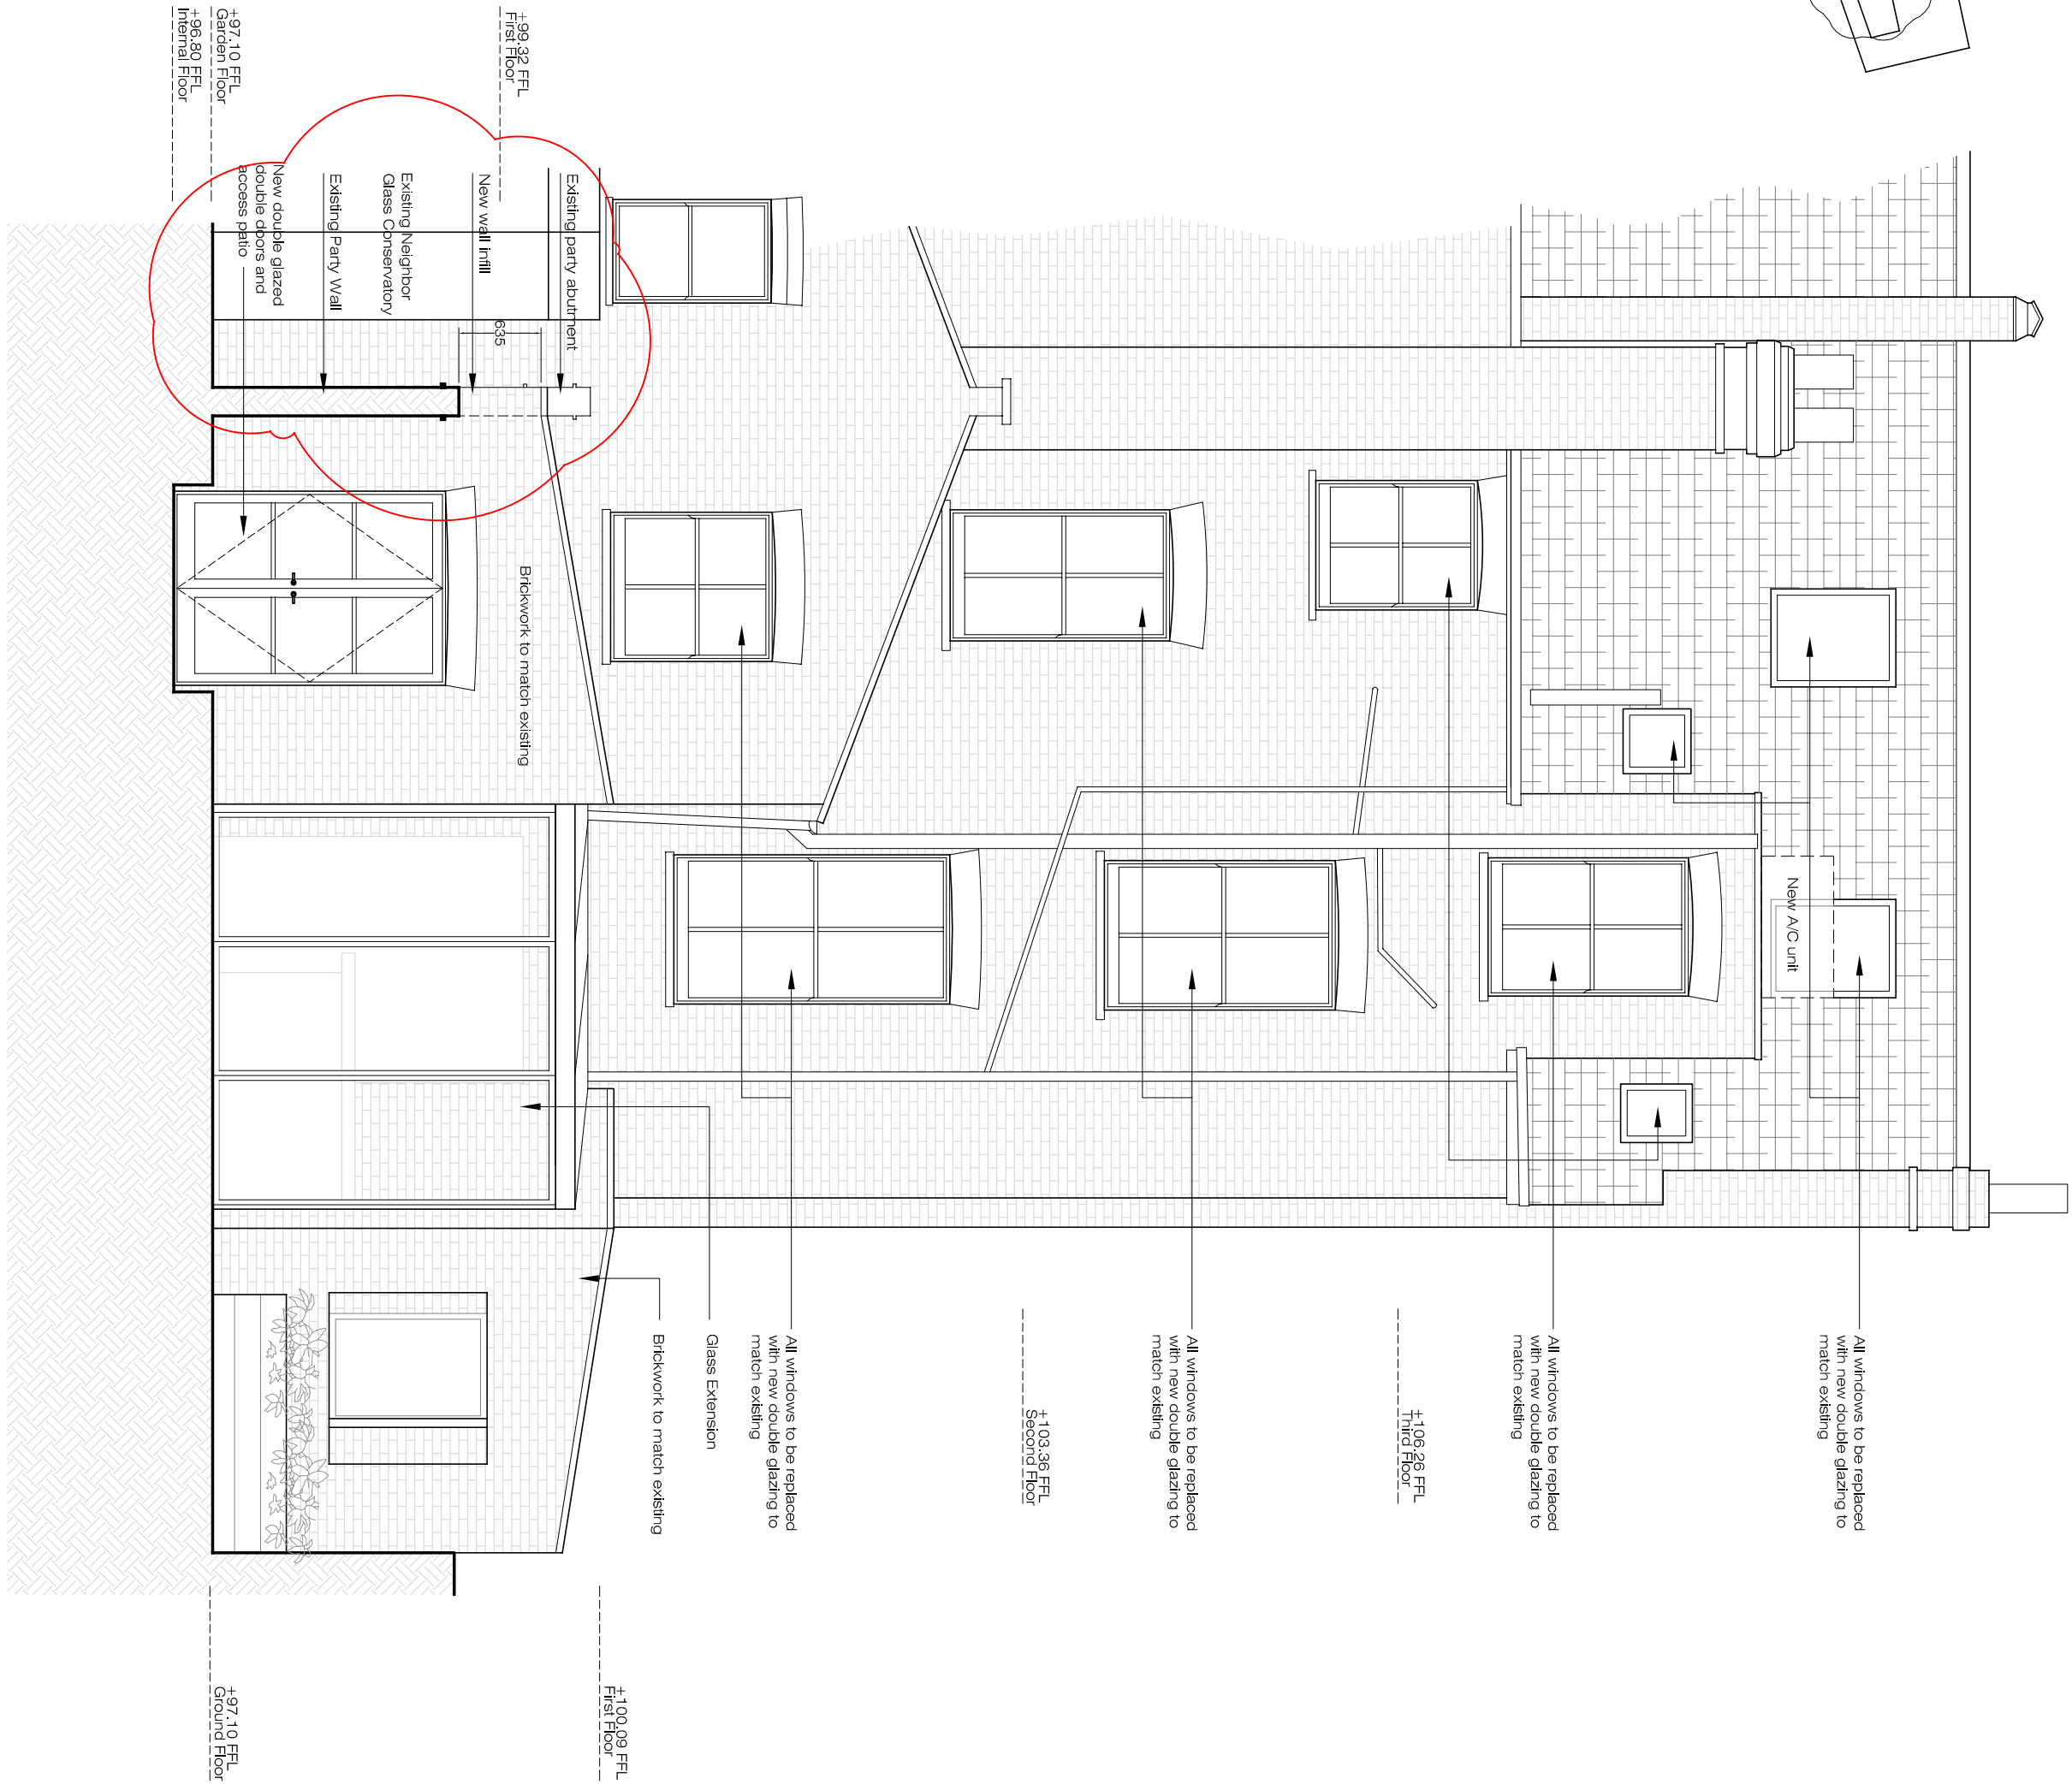 All windows to be replaced
with new double glazing to
match existing
New A/C unit
All windows to be replaced
with new double glazing to
match existing
+106.26 FFL
Third Floor
All windows to be replaced
with new double glazing to
match existing
+103.36 FFL
Second Floor
All windows to be replaced
with new double glazing to
match existing
Glass Extension
Brickwork to match existing
+100.09 FFL
First Floor
+99.32 FFL
First Floor
Existing party abutment
635
New wall infill
Existing Neighbor
Glass Conservatory
Existing Party Wall
New double glazed
double doors and
access patio
Brickwork to match existing
+97.10 FFL
Garden Floor
+96.80 FFL
Internal Floor
+97.10 FFL
Ground Floor